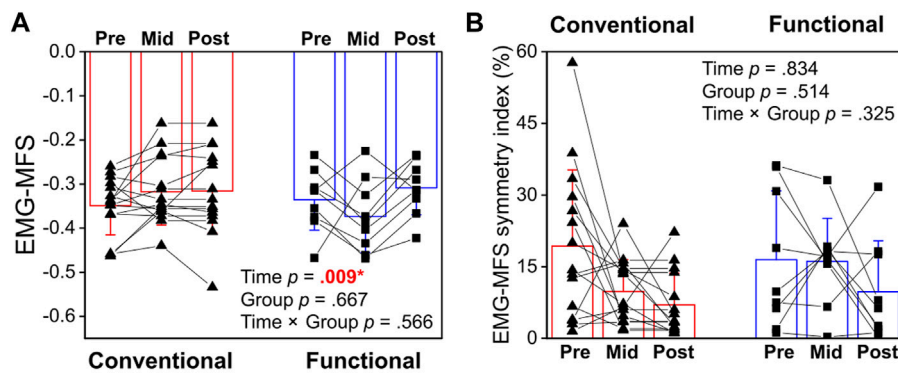 A
Pre Mid Post
Pre Mid Post
0.0
-0.1
-0.2
-0.3
-0.4
-0.5
-0.6
EMG-MFS
Time p = .009*
Group p = .667
Time × Group p = .566
Conventional
Functional
B
Conventional
Functional
60
45
30
15
0
EMG-MFS symmetry index (%)
Time p = .834
Group p = .514
Time × Group p = .325
Pre Mid Post
Pre Mid Post